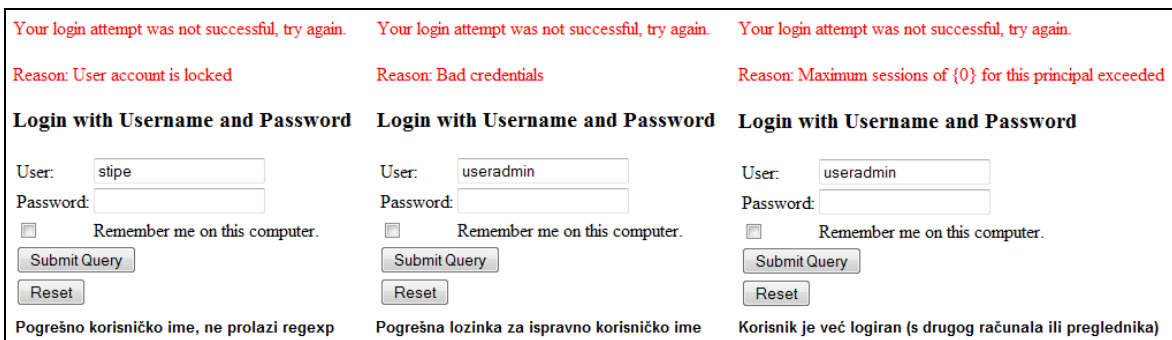 Your login attempt was not successful, try again.
Reason: User account is locked
Login with Username and Password
User: stipe
Password:
Remember me on this computer.
Submit Query
Reset
Pogrešno korisničko ime, ne prolazi regexp
Your login attempt was not successful, try again.
Reason: Bad credentials
Login with Username and Password
User: useradmin
Password:
Remember me on this computer.
Submit Query
Reset
Pogrešna lozinka za ispravno korisničko ime
Your login attempt was not successful, try again.
Reason: Maximum sessions of {0} for this principal exceeded
Login with Username and Password
User: useradmin
Password:
Remember me on this computer.
Submit Query
Reset
Korisnik je već logiran (s drugog računala ili preglednika)